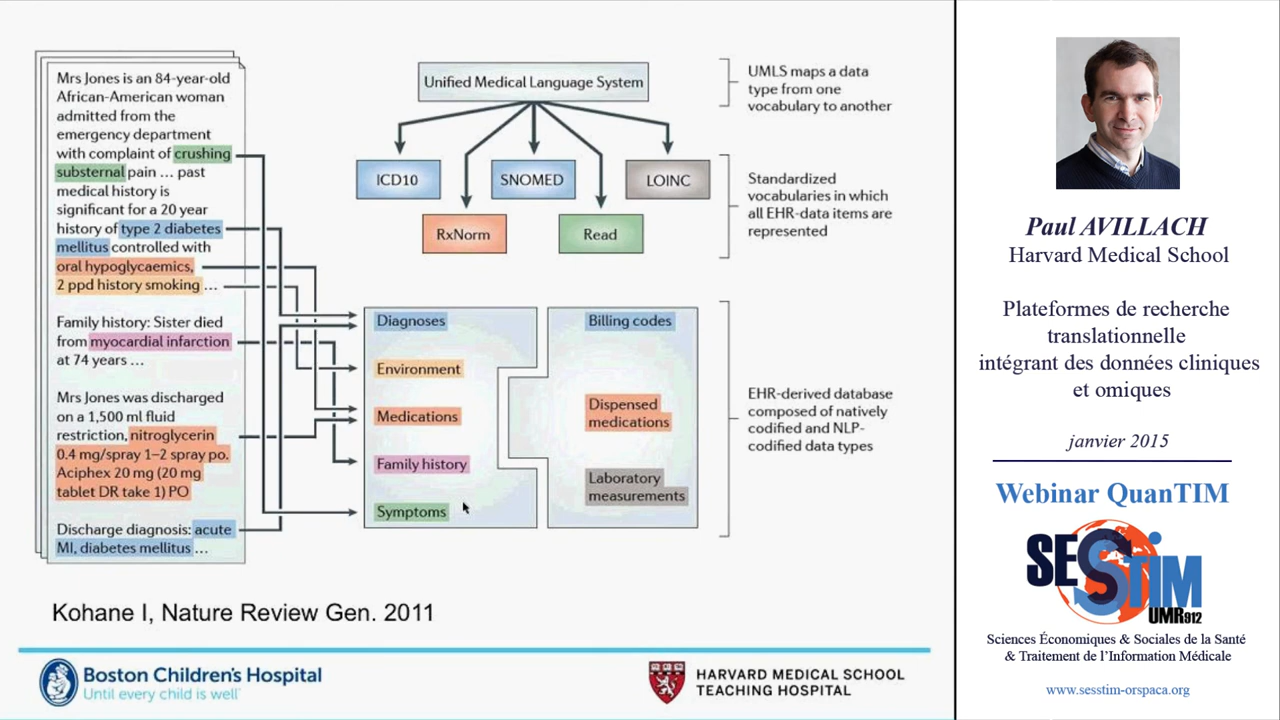 Mrs Jones is an 84-year-old
African-American woman
admitted from the
emergency department
with complaint of crushing
substernal pain ... past
medical history is
significant for a 20 year
history of type 2 diabetes
mellitus controlled with
oral hypoglycaemics,
2 ppd history smoking ...
Family history: Sister died
from myocardial infarction
at 74 years ...
Mrs Jones was discharged
on a 1,500 ml fluid
restriction, nitroglycerin
0.4 mg/spray 1–2 spray po.
Aciphex 20 mg (20 mg
tablet DR take 1) PO
Discharge diagnosis: acute
MI, diabetes mellitus ...
Unified Medical Language System
ICD10
SNOMED
LOINC
RxNorm
Read
UMLS maps a data
type from one
vocabulary to another
Standardized
vocabularies in which
all EHR-data items are
represented
Diagnoses
Environment
Medications
Family history
Symptoms
Billing codes
Dispensed
medications
Laboratory
measurements
EHR-derived database
composed of natively
codified and NLP-
codified data types
Kohane I, Nature Review Gen. 2011
Boston Children's Hospital
Until every child is well
HARVARD MEDICAL SCHOOL
TEACHING HOSPITAL
Paul AVILLACH
Harvard Medical School
Plateformes de recherche
translationnelle
intégrant des données cliniques
et omiques
janvier 2015
Webinar QuanTIM
SESSTIM
UMR912
Sciences Économiques & Sociales de la Santé
& Traitement de l'Information Médicale
www.sesstim-orspaca.org